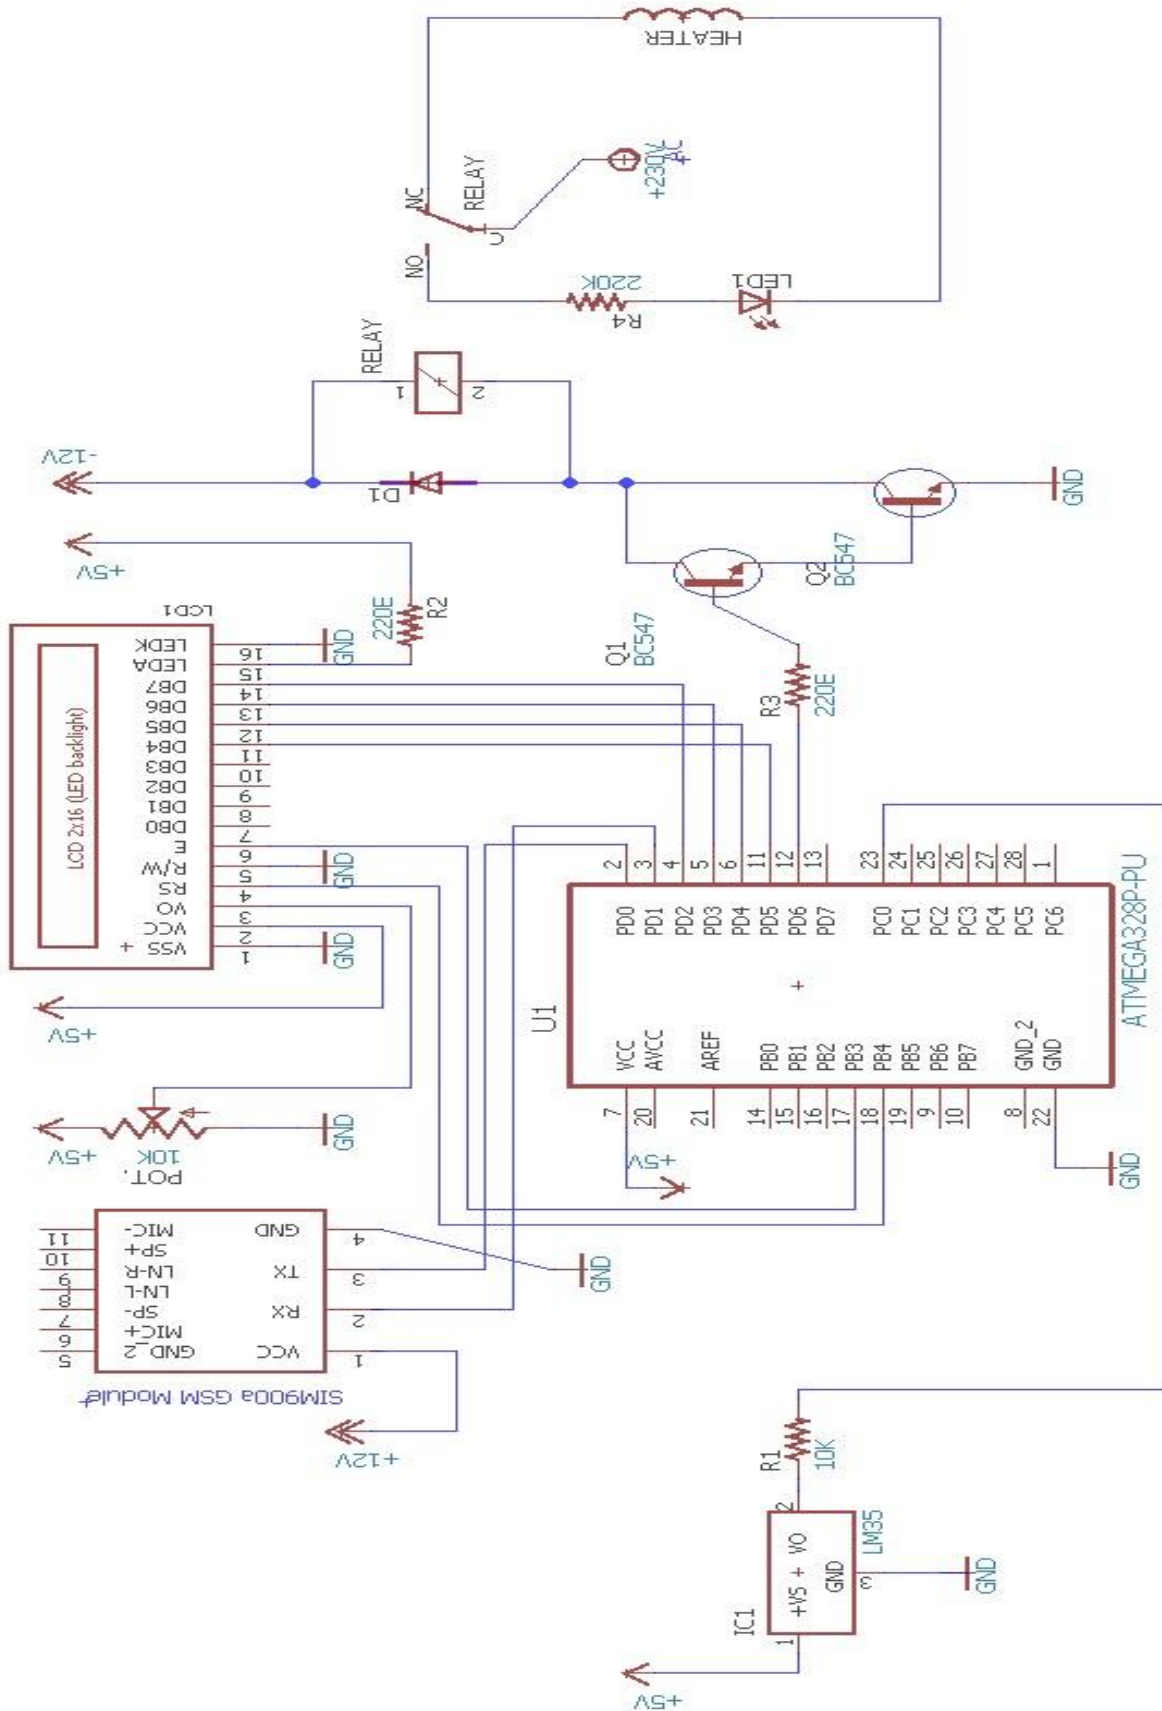 HEATER
NC
RELAY
C
+230V
AC
NO
220K
R4
LED1
RELAY
1
2
-12V
D1
GND
+5V
220E
R2
LCD1
LCD 2x16 (LED backlight)
LEDK
LEDA
DB7
DB6
DB5
DB4
DB3
DB2
DB1
DB0
E
R/W
RS
VO
VCC
VSS +
16
15
14
13
12
11
10
9
8
7
6
5
4
3
2
1
GND
GND
GND
Q1
BC547
Q2
BC547
R3
220E
+5V
+5V
10K
POT.
GND
U1
ATMEGA328P-PU
+
2
3
4
5
6
11
12
13
23
24
25
26
27
28
1
PD0
PD1
PD2
PD3
PD4
PD5
PD6
PD7
PC0
PC1
PC2
PC3
PC4
PC5
PC6
VCC
AVCC
AREF
PB0
PB1
PB2
PB3
PB4
PB5
PB6
PB7
GND_2
GND
7
20
21
14
15
16
17
18
19
9
10
8
22
+5V
GND
MIC-
SP+
LN-R
LN-L
SP-
MIC+
GND_2
11
10
9
8
7
6
5
GND
TX
RX
VCC
4
3
2
1
GND
SIM900a GSM Module
+12V
R1
10K
IC1
+VS + VO
GND
LM35
1
2
3
GND
+5V